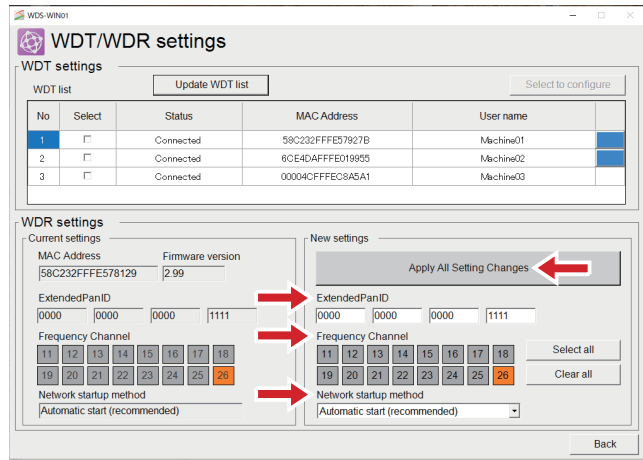 WDS-WIN01
WDT/WDR settings
WDT settings
WDT list
Update WDT list
Select to configure
No Select Status MAC Address User name
1 Connected 58C232FFFE57927B Machine01
2 Connected 6CE4DAFFFE019955 Machine02
3 Connected 00004CFFFEC8A5A1 Machine03
WDR settings
Current settings
MAC Address Firmware version
58C232FFFE578129 2.99
ExtendedPanID
0000 0000 0000 1111
Frequency Channel
11 12 13 14 15 16 17 18
19 20 21 22 23 24 25 26
Network startup method
Automatic start (recommended)
New settings
Apply All Setting Changes
ExtendedPanID
0000 0000 0000 1111
Frequency Channel
11 12 13 14 15 16 17 18
Select all
19 20 21 22 23 24 25 26
Clear all
Network startup method
Automatic start (recommended)
Back